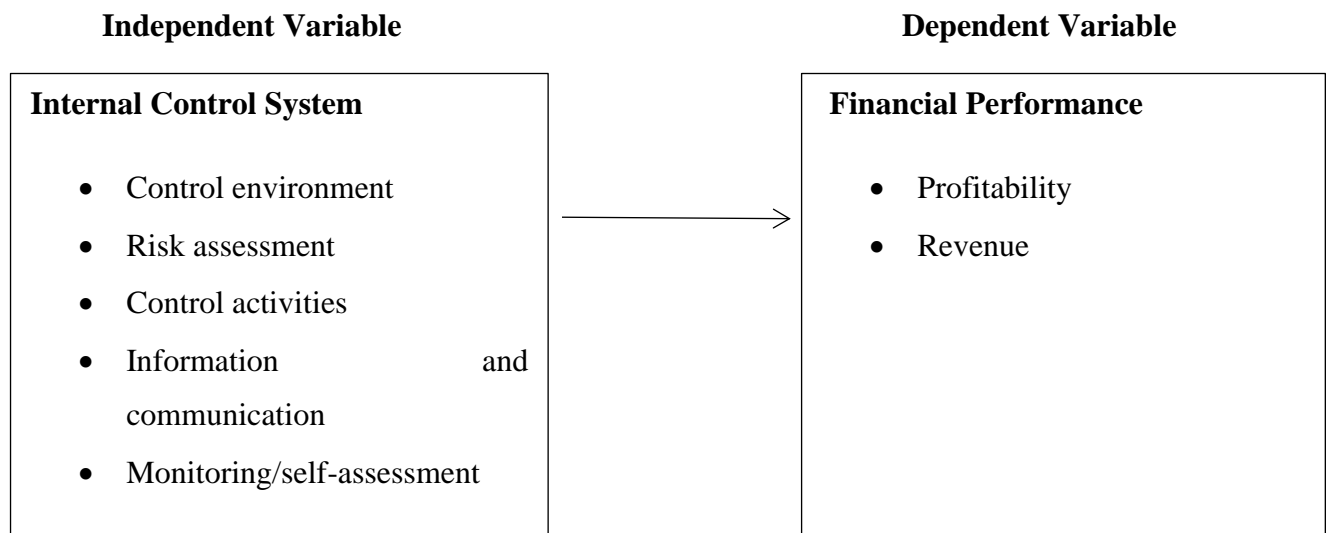 Independent Variable
Dependent Variable
Internal Control System
Financial Performance
• Control environment
• Risk assessment
• Control activities
• Information and
communication
• Monitoring/self-assessment
• Profitability
• Revenue